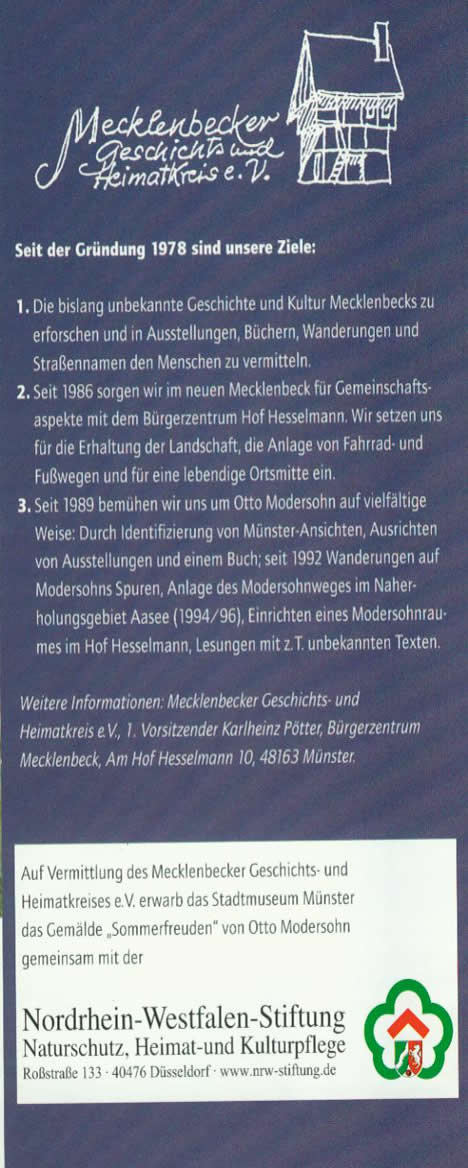 Mecklenbecker
Geschichts und
Heimatkreis e.V.
Seit der Gründung 1978 sind unsere Ziele:
1. Die bislang unbekannte Geschichte und Kultur Mecklenbecks zu
erforschen und in Ausstellungen, Büchern, Wanderungen und
Straßennamen den Menschen zu vermitteln.
2. Seit 1986 sorgen wir im neuen Mecklenbeck für Gemeinschafts-
aspekte mit dem Bürgerzentrum Hof Hesselmann. Wir setzen uns
für die Erhaltung der Landschaft, die Anlage von Fahrrad- und
Fußwegen und für eine lebendige Ortsmitte ein.
3. Seit 1989 bemühen wir uns um Otto Modersohn auf vielfältige
Weise: Durch Identifizierung von Münster-Ansichten, Ausrichten
von Ausstellungen und einem Buch; seit 1992 Wanderungen auf
Modersohns Spuren, Anlage des Modersohnweges im Naher-
holungsgebiet Aasee (1994/96), Einrichten eines Modersohnrau-
mes im Hof Hesselmann, Lesungen mit z.T. unbekannten Texten.
Weitere Informationen: Mecklenbecker Geschichts- und
Heimatkreis e.V., 1. Vorsitzender Karlheinz Pötter, Bürgerzentrum
Mecklenbeck, Am Hof Hesselmann 10, 48163 Münster.
Auf Vermittlung des Mecklenbecker Geschichts- und
Heimatkreises e.V. erwarb das Stadtmuseum Münster
das Gemälde „Sommerfreuden" von Otto Modersohn
gemeinsam mit der
Nordrhein-Westfalen-Stiftung
Naturschutz, Heimat-und Kulturpflege
Roßstraße 133 · 40476 Düsseldorf · www.nrw-stiftung.de